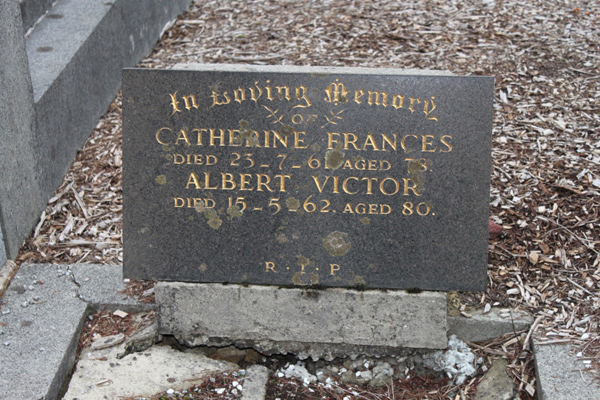 In Loving Memory
OF
CATHERINE FRANCES
DIED 23-7-61 AGED 78.
ALBERT VICTOR
DIED 15-5-62. AGED 80.
R.I.P